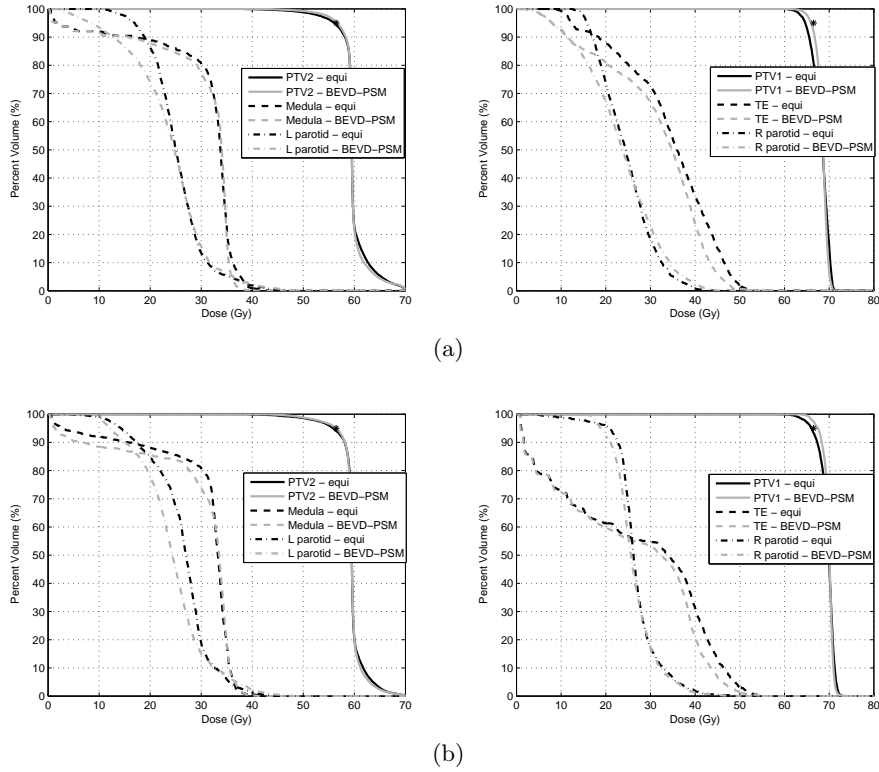 100
90
80
70
60
50
40
30
20
10
0
Percent Volume (%)
0 10 20 30 40 50 60 70
Dose (Gy)
PTV2 – equi
PTV2 – BEVD–PSM
Medula – equi
Medula – BEVD–PSM
L parotid – equi
L parotid – BEVD–PSM
100
90
80
70
60
50
40
30
20
10
0
Percent Volume (%)
0 10 20 30 40 50 60 70 80
Dose (Gy)
PTV1 – equi
PTV1 – BEVD–PSM
TE – equi
TE – BEVD–PSM
R parotid – equi
R parotid – BEVD–PSM
(a)
100
90
80
70
60
50
40
30
20
10
0
Percent Volume (%)
0 10 20 30 40 50 60 70
Dose (Gy)
PTV2 – equi
PTV2 – BEVD–PSM
Medula – equi
Medula – BEVD–PSM
L parotid – equi
L parotid – BEVD–PSM
100
90
80
70
60
50
40
30
20
10
0
Percent Volume (%)
0 10 20 30 40 50 60 70 80
Dose (Gy)
PTV1 – equi
PTV1 – BEVD–PSM
TE – equi
TE – BEVD–PSM
R parotid – equi
R parotid – BEVD–PSM
(b)